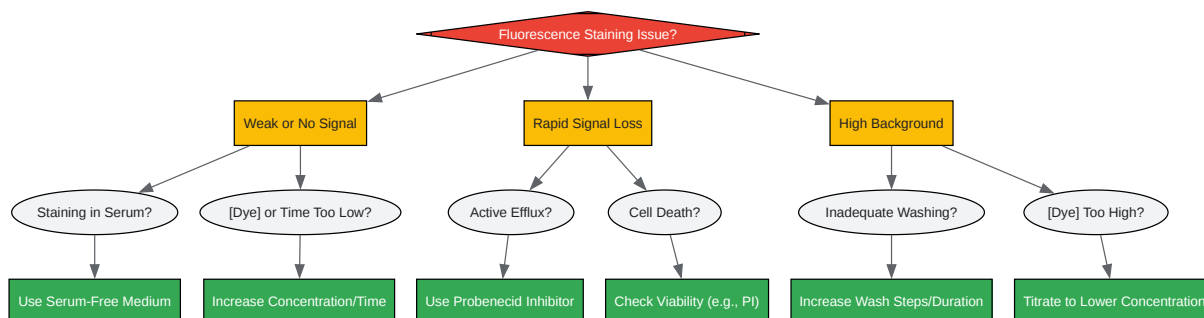 Fluorescence Staining Issue?
Weak or No Signal
Rapid Signal Loss
High Background
Staining in Serum?
[Dye] or Time Too Low?
Active Efflux?
Cell Death?
Inadequate Washing?
[Dye] Too High?
Use Serum-Free Medium
Increase Concentration/Time
Use Probenecid Inhibitor
Check Viability (e.g., PI)
Increase Wash Steps/Duration
Titrate to Lower Concentration